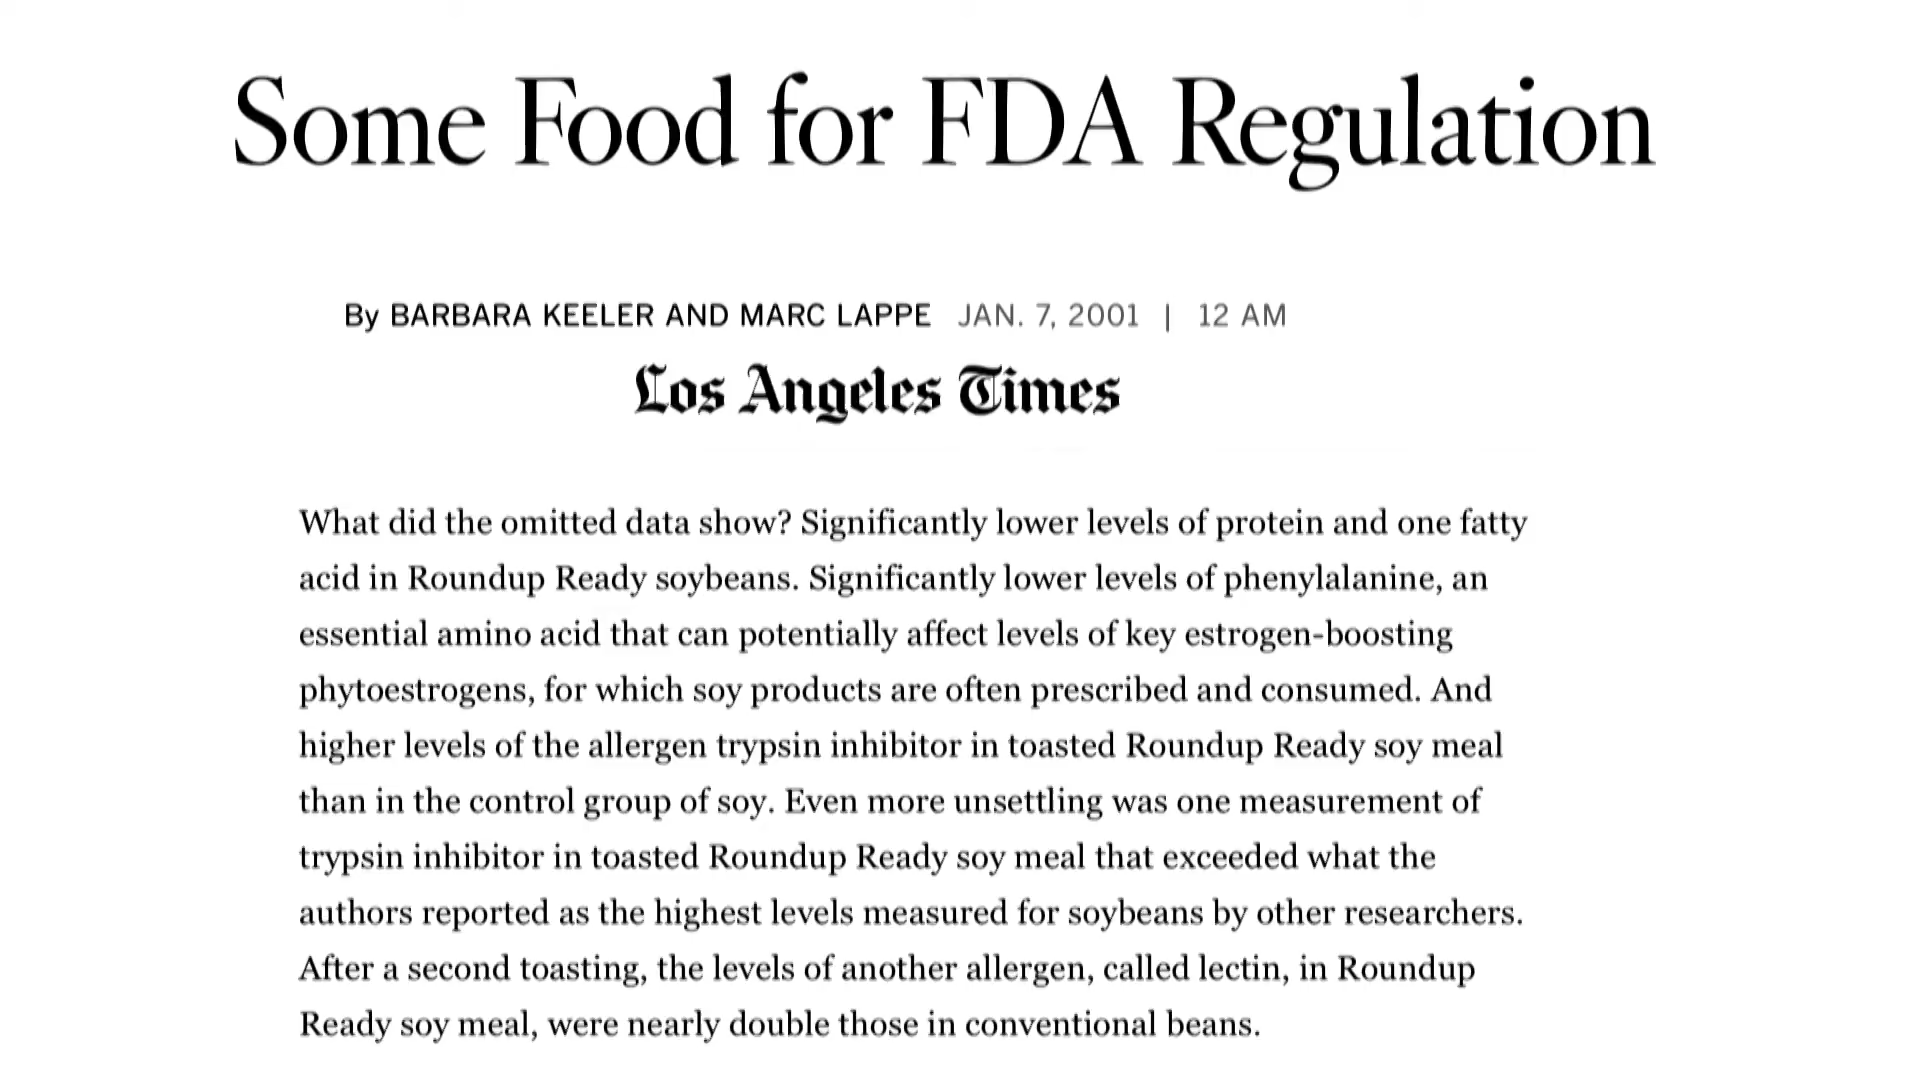 Some Food for FDA Regulation
By BARBARA KEELER AND MARC LAPPE JAN. 7, 2001 | 12 AM
Los Angeles Times
What did the omitted data show? Significantly lower levels of protein and one fatty
acid in Roundup Ready soybeans. Significantly lower levels of phenylalanine, an
essential amino acid that can potentially affect levels of key estrogen-boosting
phytoestrogens, for which soy products are often prescribed and consumed. And
higher levels of the allergen trypsin inhibitor in toasted Roundup Ready soy meal
than in the control group of soy. Even more unsettling was one measurement of
trypsin inhibitor in toasted Roundup Ready soy meal that exceeded what the
authors reported as the highest levels measured for soybeans by other researchers.
After a second toasting, the levels of another allergen, called lectin, in Roundup
Ready soy meal, were nearly double those in conventional beans.